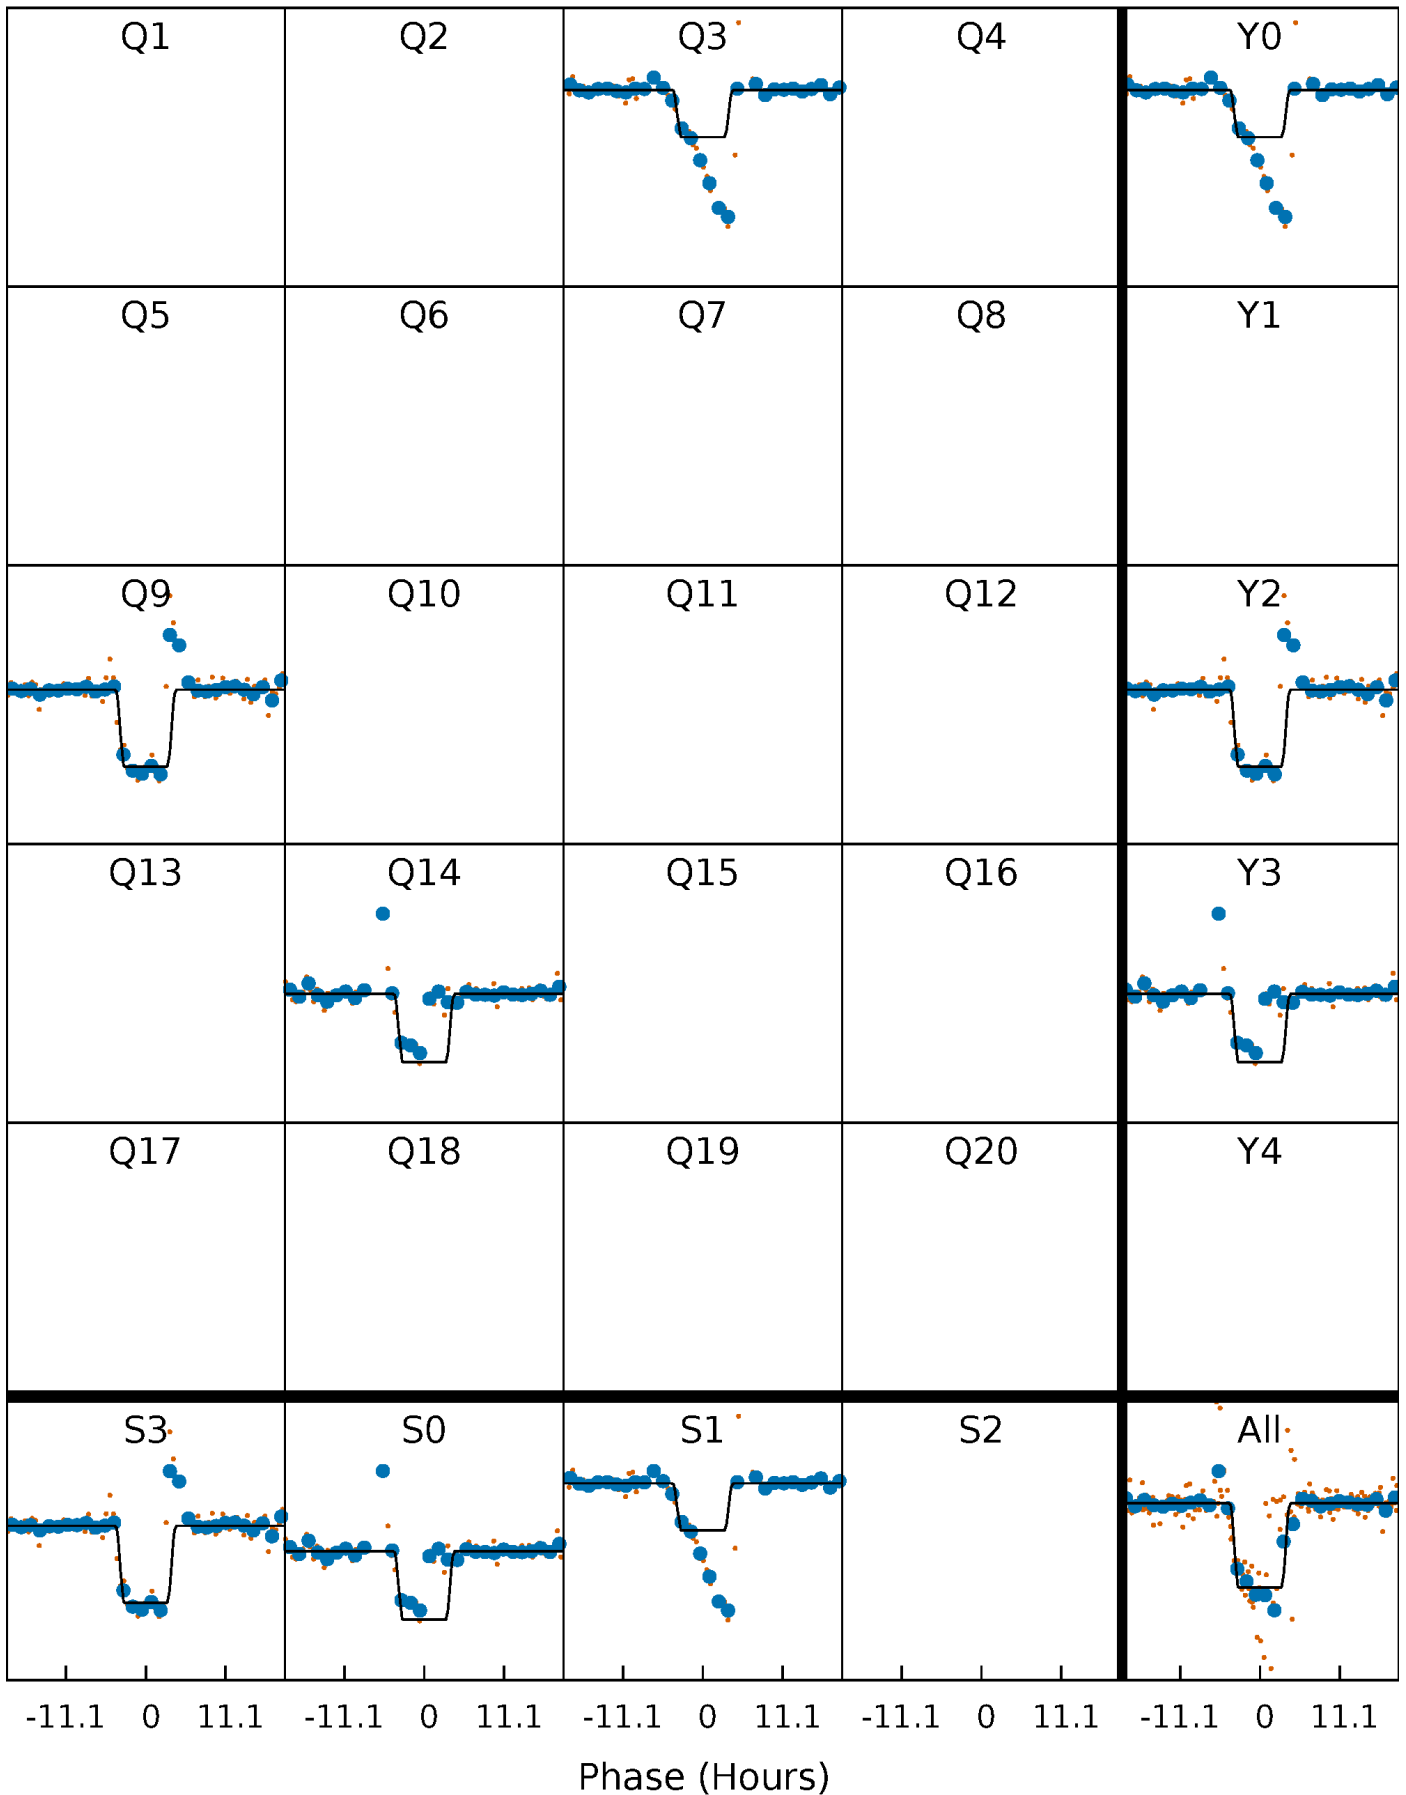 Q1 Q2 Q3 Q4 Y0
Q5 Q6 Q7 Q8 Y1
Q9 Q10 Q11 Q12 Y2
Q13 Q14 Q15 Q16 Y3
Q17 Q18 Q19 Q20 Y4
S3 S0 S1 S2 All
-11.1 0 11.1 -11.1 0 11.1 -11.1 0 11.1 -11.1 0 11.1 -11.1 0 11.1
Phase (Hours)